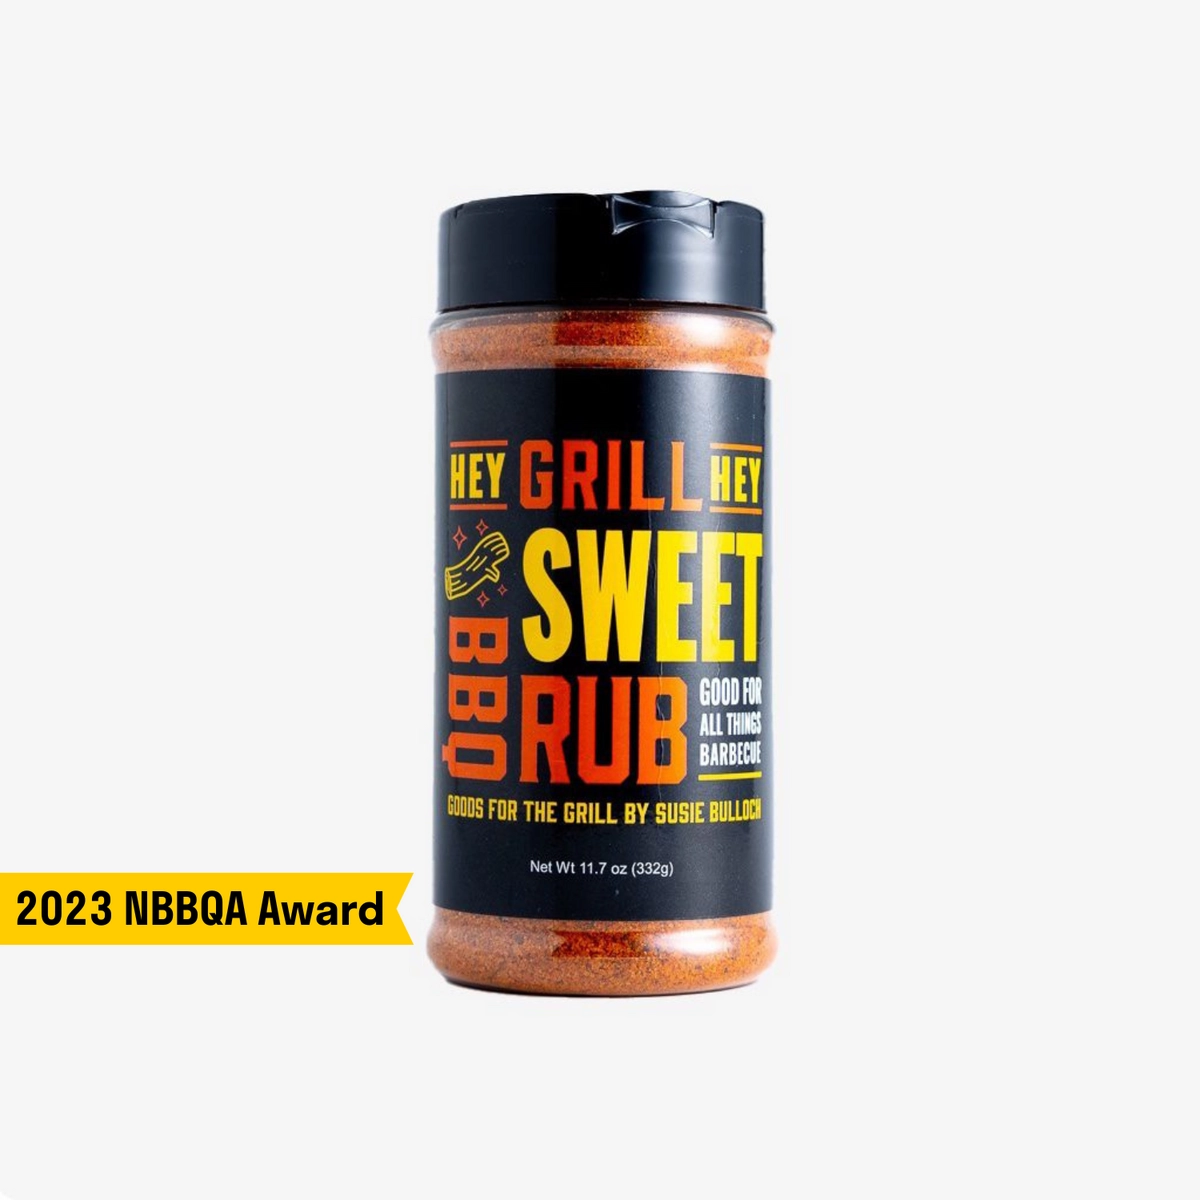 HEY GRILL HEY
SWEET
BBQ
RUB
GOOD FOR
ALL THINGS
BARBECUE
GOODS FOR THE GRILL BY SUSIE BULLOCH
Net Wt 11.7 oz (332g)
2023 NBBQA Award